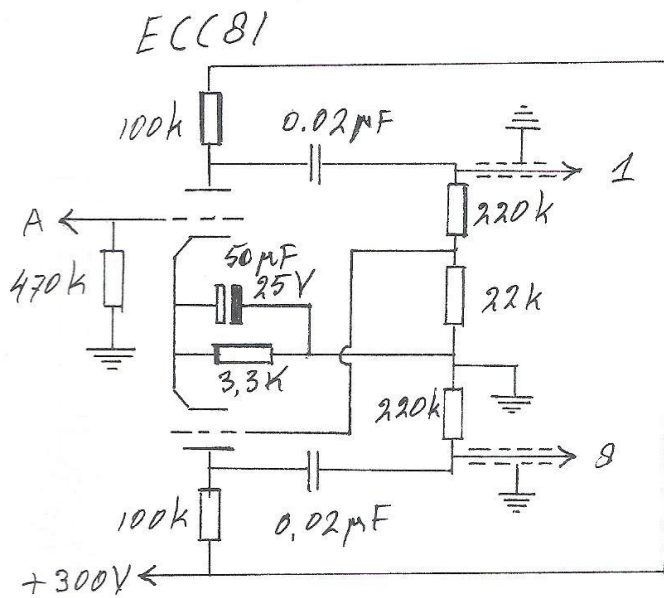 ECC81
100k
0.02µF
1
A
220k
470k
50µF
25V
22k
3,3K
220k
8
100k
0,02µF
+300V